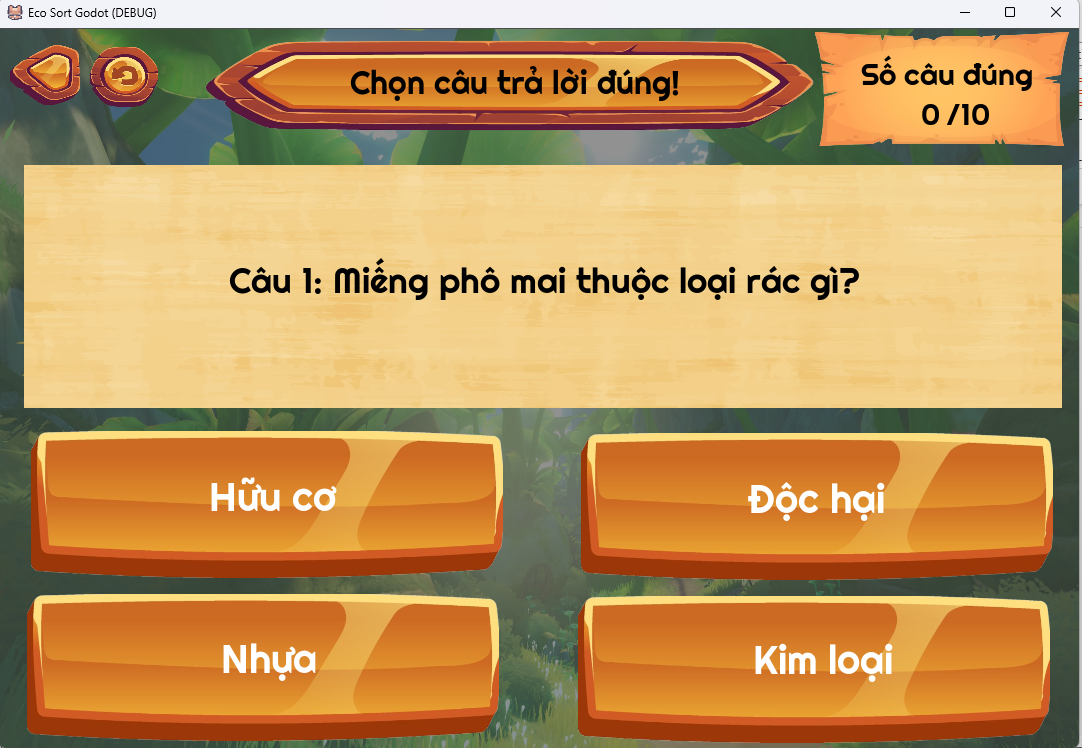 Eco Sort Godot (DEBUG)
Chọn câu trả lời đúng!
Số câu đúng
0 /10
Câu 1: Miếng phô mai thuộc loại rác gì?
Hữu cơ
Độc hại
Nhựa
Kim loại